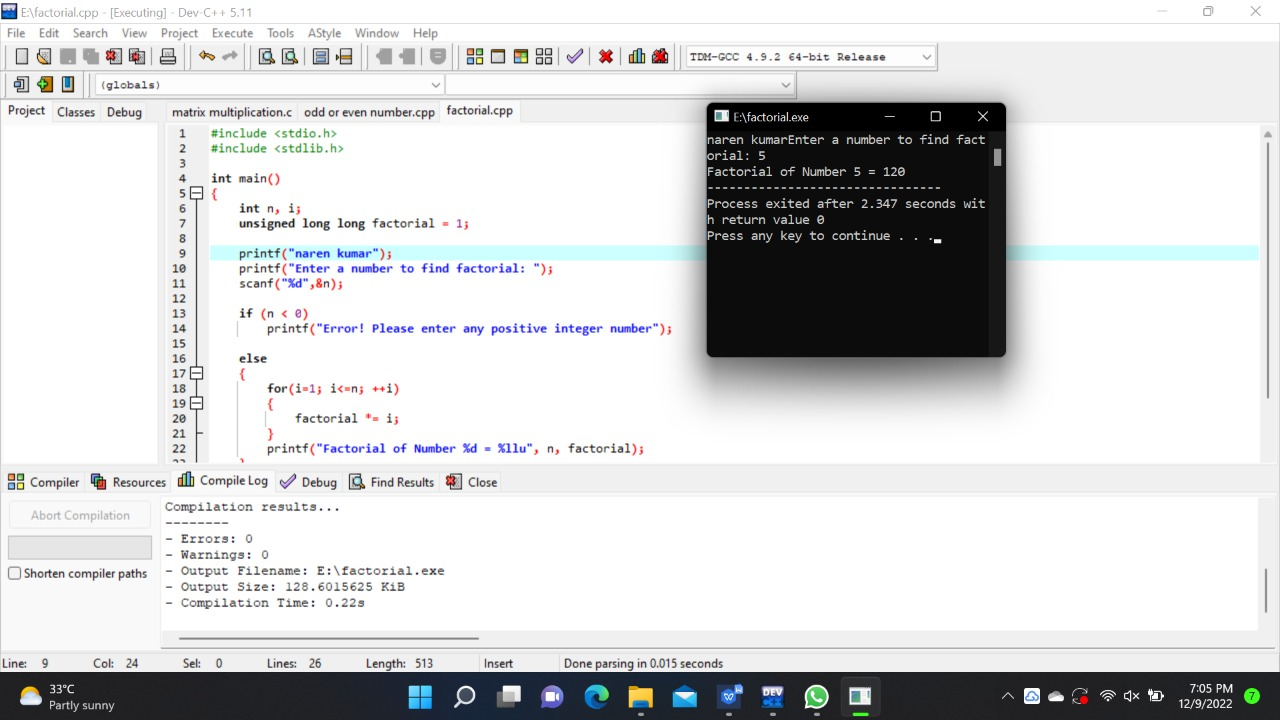 E:\factorial.cpp - [Executing] - Dev-C++ 5.11
File Edit Search View Project Execute Tools AStyle Window Help
TDM-GCC 4.9.2 64-bit Release
(globals)
Project Classes Debug
matrix multiplication.c odd or even number.cpp factorial.cpp
1 #include <stdio.h>
2 #include <stdlib.h>
3
4 int main()
5 {
6 int n, i;
7 unsigned long long factorial = 1;
8
9 printf("naren kumar");
10 printf("Enter a number to find factorial: ");
11 scanf("%d",&n);
12
13 if (n < 0)
14 printf("Error! Please enter any positive integer number");
15
16 else
17 {
18 for(i=1; i<=n; ++i)
19 {
20 factorial *= i;
21 }
22 printf("Factorial of Number %d = %llu", n, factorial);
E:\factorial.exe
naren kumarEnter a number to find fact
orial: 5
Factorial of Number 5 = 120
--------------------------------
Process exited after 2.347 seconds wit
h return value 0
Press any key to continue . . .
Compiler Resources Compile Log Debug Find Results Close
Abort Compilation
Shorten compiler paths
Compilation results...
--------
- Errors: 0
- Warnings: 0
- Output Filename: E:\factorial.exe
- Output Size: 128.6015625 KiB
- Compilation Time: 0.22s
Line: 9 Col: 24 Sel: 0 Lines: 26 Length: 513 Insert Done parsing in 0.015 seconds
33°C
Partly sunny
DEV
C++
7:05 PM
12/9/2022
7